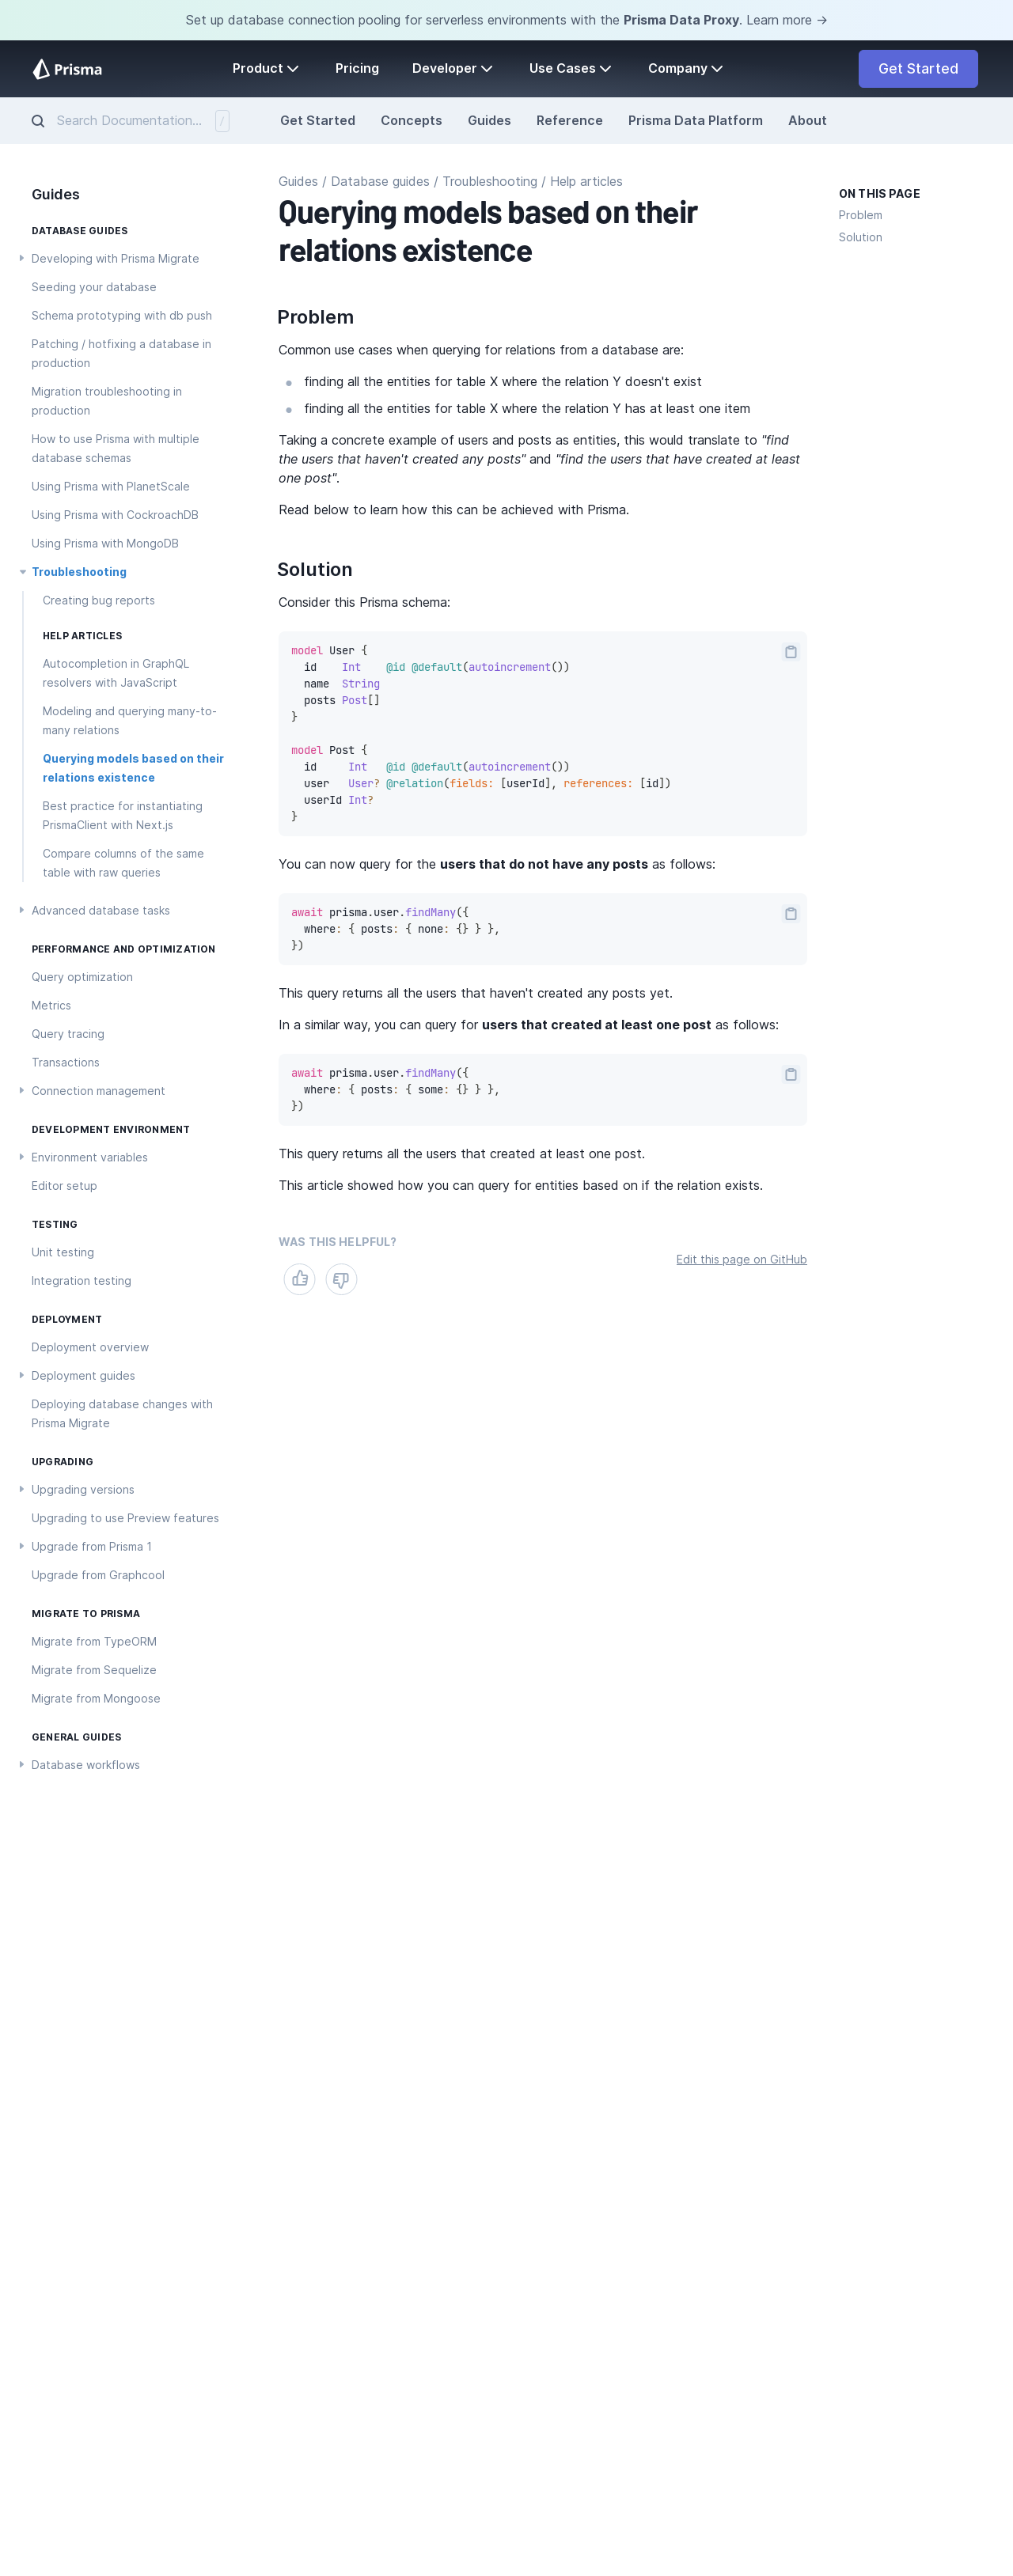 Set up database connection pooling for serverless environments with the Prisma Data Proxy. Learn more →
Prisma
Product
Pricing
Developer
Use Cases
Company
Get Started
Search Documentation...
/
Get Started
Concepts
Guides
Reference
Prisma Data Platform
About
Guides
DATABASE GUIDES
Developing with Prisma Migrate
Seeding your database
Schema prototyping with db push
Patching / hotfixing a database in
production
Migration troubleshooting in
production
How to use Prisma with multiple
database schemas
Using Prisma with PlanetScale
Using Prisma with CockroachDB
Using Prisma with MongoDB
Troubleshooting
Creating bug reports
HELP ARTICLES
Autocompletion in GraphQL
resolvers with JavaScript
Modeling and querying many-to-
many relations
Querying models based on their
relations existence
Best practice for instantiating
PrismaClient with Next.js
Compare columns of the same
table with raw queries
Advanced database tasks
PERFORMANCE AND OPTIMIZATION
Query optimization
Metrics
Query tracing
Transactions
Connection management
DEVELOPMENT ENVIRONMENT
Environment variables
Editor setup
TESTING
Unit testing
Integration testing
DEPLOYMENT
Deployment overview
Deployment guides
Deploying database changes with
Prisma Migrate
UPGRADING
Upgrading versions
Upgrading to use Preview features
Upgrade from Prisma 1
Upgrade from Graphcool
MIGRATE TO PRISMA
Migrate from TypeORM
Migrate from Sequelize
Migrate from Mongoose
GENERAL GUIDES
Database workflows
Guides / Database guides / Troubleshooting / Help articles
Querying models based on their
relations existence
Problem
Common use cases when querying for relations from a database are:
finding all the entities for table X where the relation Y doesn't exist
finding all the entities for table X where the relation Y has at least one item
Taking a concrete example of users and posts as entities, this would translate to "find
the users that haven't created any posts" and "find the users that have created at least
one post".
Read below to learn how this can be achieved with Prisma.
Solution
Consider this Prisma schema:
model User {
  id    Int    @id @default(autoincrement())
  name  String
  posts Post[]
}
model Post {
  id     Int   @id @default(autoincrement())
  user   User? @relation(fields: [userId], references: [id])
  userId Int?
}
You can now query for the users that do not have any posts as follows:
await prisma.user.findMany({
  where: { posts: { none: {} } },
})
This query returns all the users that haven't created any posts yet.
In a similar way, you can query for users that created at least one post as follows:
await prisma.user.findMany({
  where: { posts: { some: {} } },
})
This query returns all the users that created at least one post.
This article showed how you can query for entities based on if the relation exists.
WAS THIS HELPFUL?
Edit this page on GitHub
ON THIS PAGE
Problem
Solution